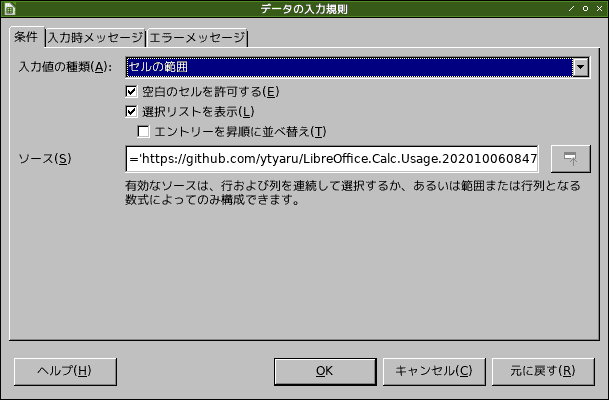 データの入力規則
条件 入力時メッセージ エラーメッセージ
入力値の種類(A): セルの範囲
空白のセルを許可する(E)
選択リストを表示(L)
エントリーを昇順に並べ替え(T)
ソース(S) ='https://github.com/ytyaru/LibreOffice.Calc.Usage.202010060847
有効なソースは、行および列を連続して選択するか、あるいは範囲または行列となる
数式によってのみ構成できます。
ヘルプ(H) OK キャンセル(C) 元に戻す(R)